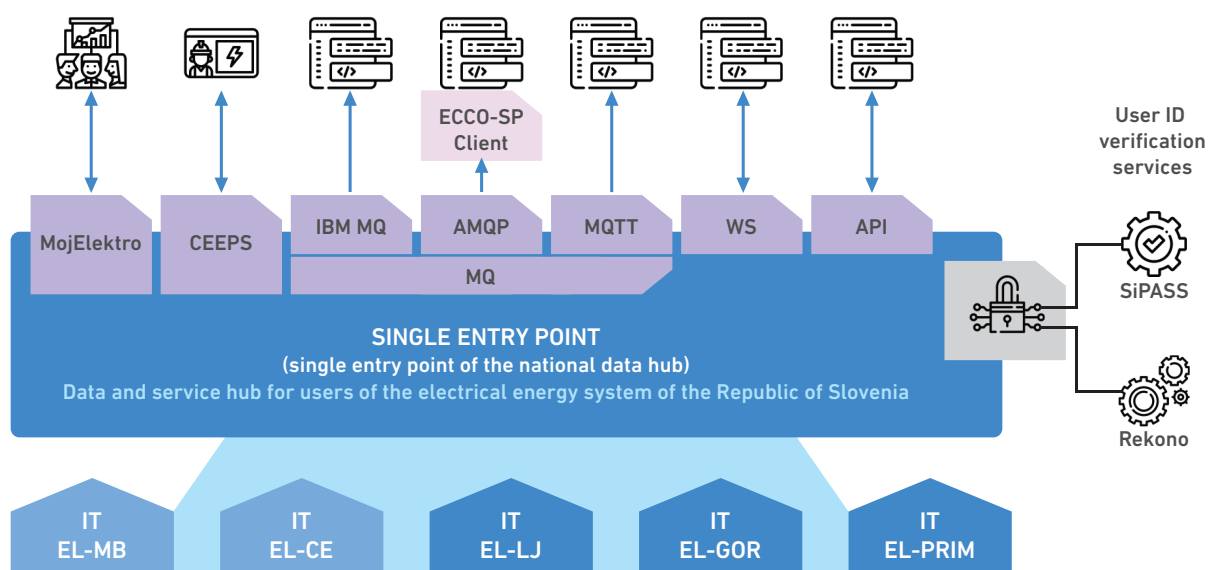 ECCO-SP
Client
User ID
verification
services
MojElektro
CEEPS
IBM MQ
AMQP
MQTT
WS
API
MQ
SiPASS
SINGLE ENTRY POINT
(single entry point of the national data hub)
Data and service hub for users of the electrical energy system of the Republic of Slovenia
Rekono
IT
EL-MB
IT
EL-CE
IT
EL-LJ
IT
EL-GOR
IT
EL-PRIM